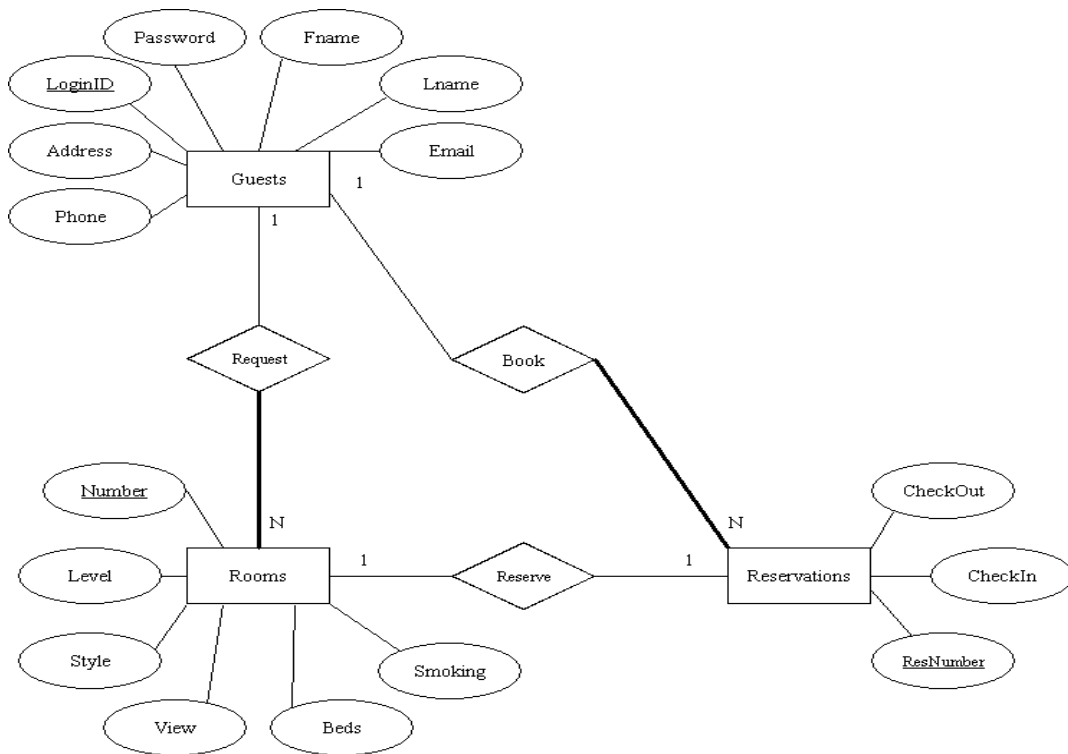 Password
Fname
LoginID
Lname
Address
Email
Guests
1
Phone
1
Request
Book
Number
CheckOut
N
N
Level
Rooms
1
Reserve
1
Reservations
CheckIn
Style
Smoking
ResNumber
View
Beds